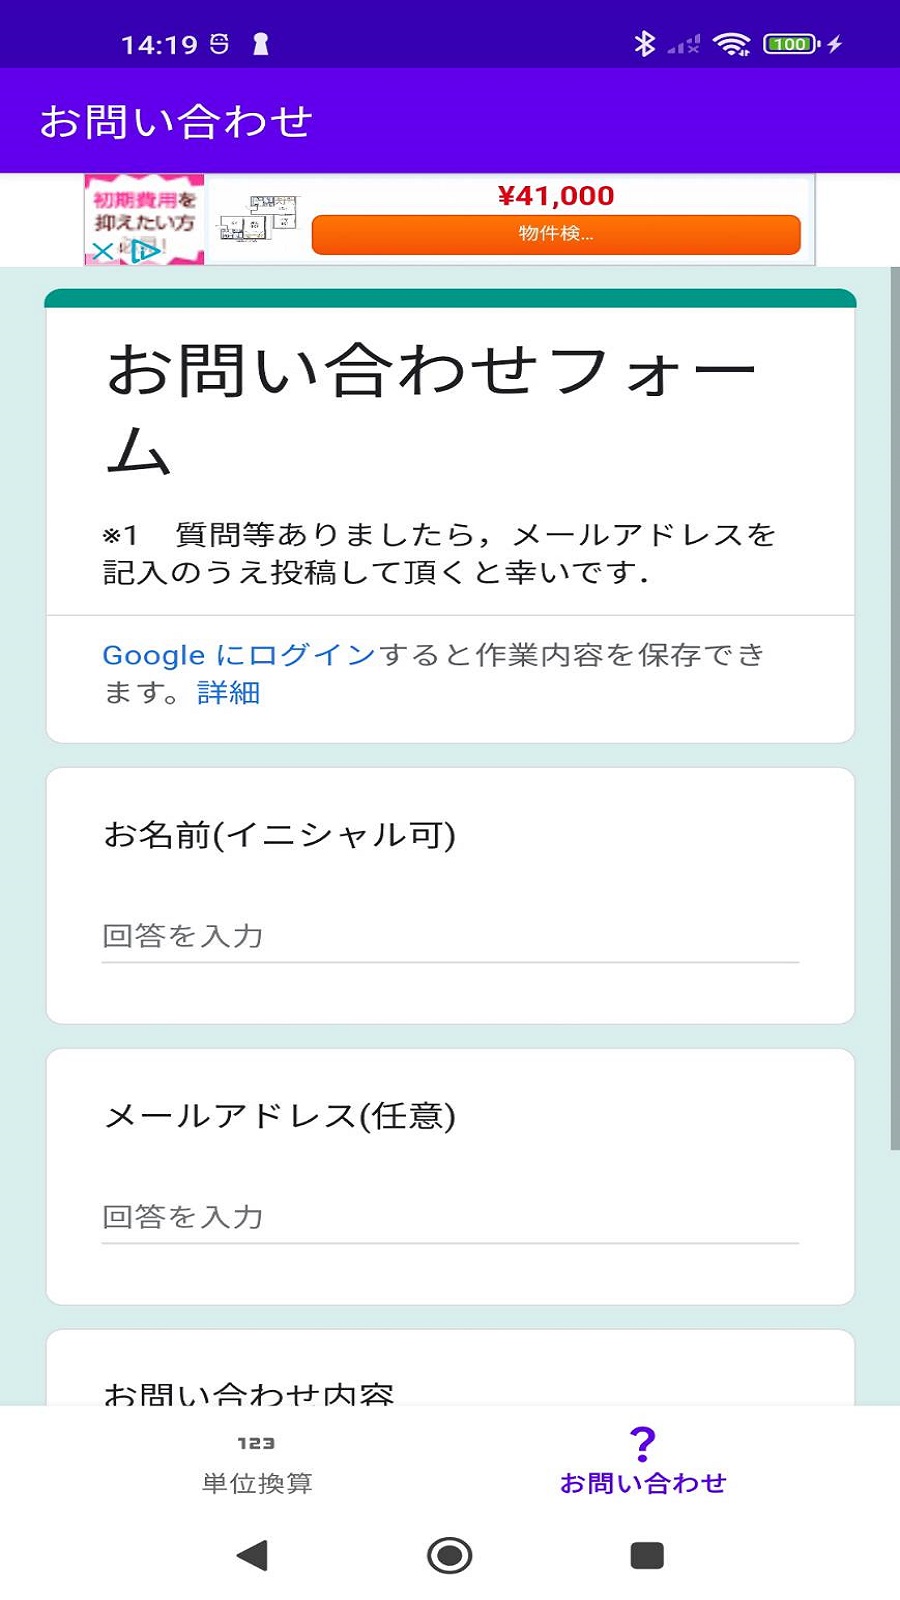 14:19
100
お問い合わせ
初期費用を
抑えたい方
¥41,000
物件検...
お問い合わせフォー
ム
※1　質問等ありましたら，メールアドレスを
記入のうえ投稿して頂くと幸いです．
Google にログインすると作業内容を保存でき
ます。詳細
お名前(イニシャル可)
回答を入力
メールアドレス(任意)
回答を入力
お問い合わせ内容
123
単位換算
?
お問い合わせ